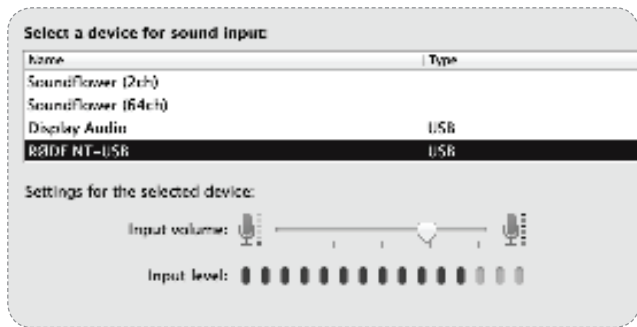 Select a device for sound input:
Name Type
Soundflower (2ch)
Soundflower (64ch)
Display Audio USB
RØDE NT-USB USB
Settings for the selected device:
Input volume:
Input level: